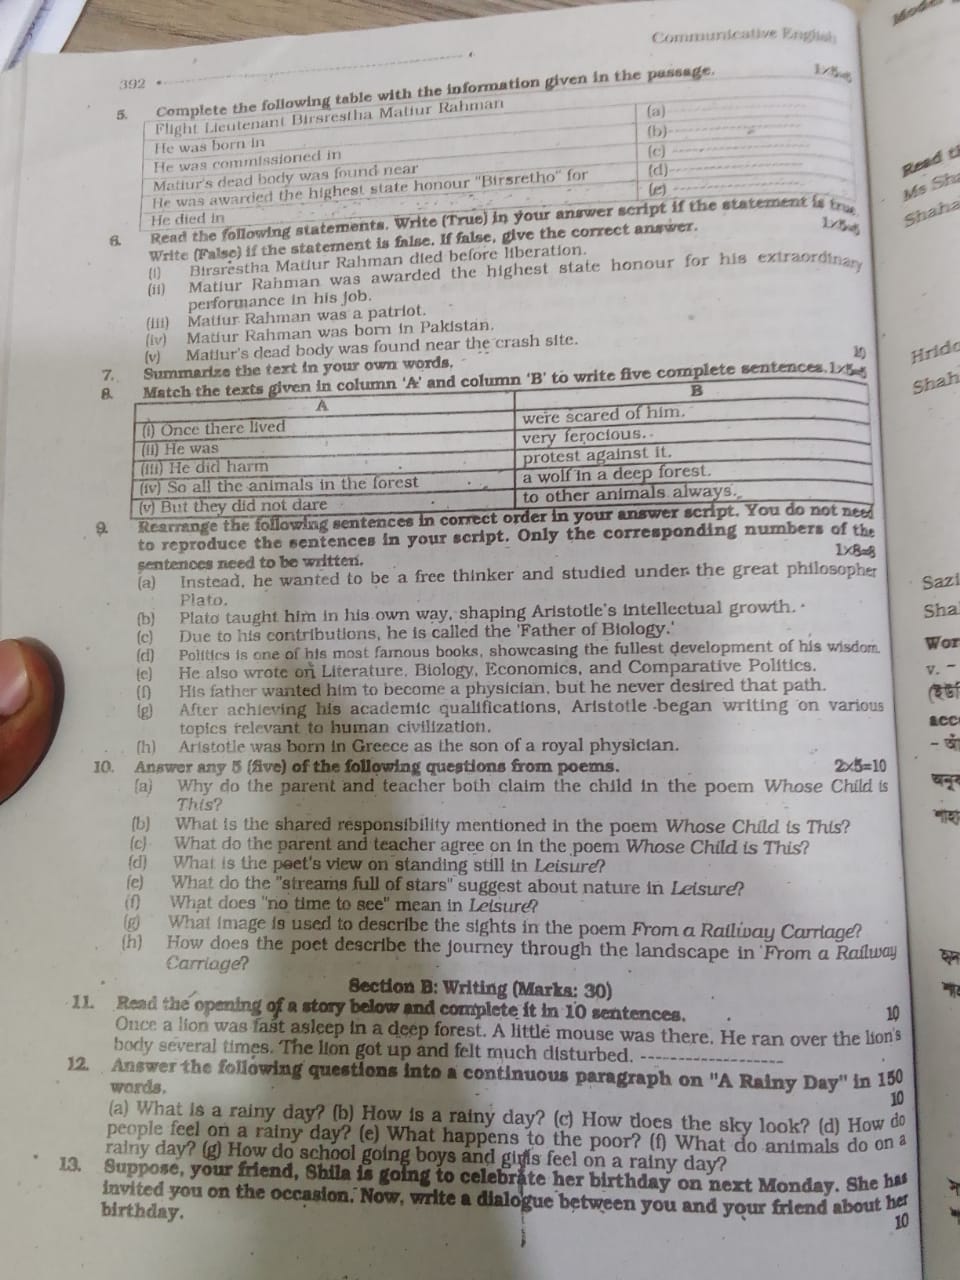 392
Communicative English
5. Complete the following table with the information given in the passage. 1x5=5
Flight Lieutenant Birsrestha Matiur Rahman
He was born in (a)
He was commissioned in (b)
Matiur's dead body was found near (c)
He was awarded the highest state honour "Birsretho" for (d)
He died in (e)
6. Read the following statements. Write (True) in your answer script if the statement is true.
Write (False) if the statement is false. If false, give the correct answer. 1x5=5
(i) Birsrestha Matiur Rahman died before liberation.
(ii) Matiur Rahman was awarded the highest state honour for his extraordinary
performance in his job.
(iii) Matiur Rahman was a patriot.
(iv) Matiur Rahman was born in Pakistan.
(v) Matiur's dead body was found near the crash site.
7. Summarize the text in your own words. 10
8. Match the texts given in column 'A' and column 'B' to write five complete sentences. 1x5=5
A B
(i) Once there lived were scared of him.
(ii) He was very ferocious.
(iii) He did harm protest against it.
(iv) So all the animals in the forest a wolf in a deep forest.
(v) But they did not dare to other animals always.
9. Rearrange the following sentences in correct order in your answer script. You do not need
to reproduce the sentences in your script. Only the corresponding numbers of the
sentences need to be written. 1x8=8
(a) Instead, he wanted to be a free thinker and studied under the great philosopher
Plato.
(b) Plato taught him in his own way, shaping Aristotle's intellectual growth.
(c) Due to his contributions, he is called the 'Father of Biology.'
(d) Politics is one of his most famous books, showcasing the fullest development of his wisdom.
(e) He also wrote on Literature, Biology, Economics, and Comparative Politics.
(f) His father wanted him to become a physician, but he never desired that path.
(g) After achieving his academic qualifications, Aristotle began writing on various
topics relevant to human civilization.
(h) Aristotle was born in Greece as the son of a royal physician.
10. Answer any 5 (five) of the following questions from poems. 2x5=10
(a) Why do the parent and teacher both claim the child in the poem Whose Child is
This?
(b) What is the shared responsibility mentioned in the poem Whose Child is This?
(c) What do the parent and teacher agree on in the poem Whose Child is This?
(d) What is the poet's view on standing still in Leisure?
(e) What do the "streams full of stars" suggest about nature in Leisure?
(f) What does "no time to see" mean in Leisure?
(g) What image is used to describe the sights in the poem From a Railway Carriage?
(h) How does the poet describe the journey through the landscape in From a Railway
Carriage?
Section B: Writing (Marks: 30)
11. Read the opening of a story below and complete it in 10 sentences. 10
Once a lion was fast asleep in a deep forest. A little mouse was there. He ran over the lion's
body several times. The lion got up and felt much disturbed. --------------------
12. Answer the following questions into a continuous paragraph on "A Rainy Day" in 150
words. 10
(a) What is a rainy day? (b) How is a rainy day? (c) How does the sky look? (d) How do
people feel on a rainy day? (e) What happens to the poor? (f) What do animals do on a
rainy day? (g) How do school going boys and girls feel on a rainy day?
13. Suppose, your friend, Shila is going to celebrate her birthday on next Monday. She has
invited you on the occasion. Now, write a dialogue between you and your friend about her
birthday. 10
Read
Ms
Shaha